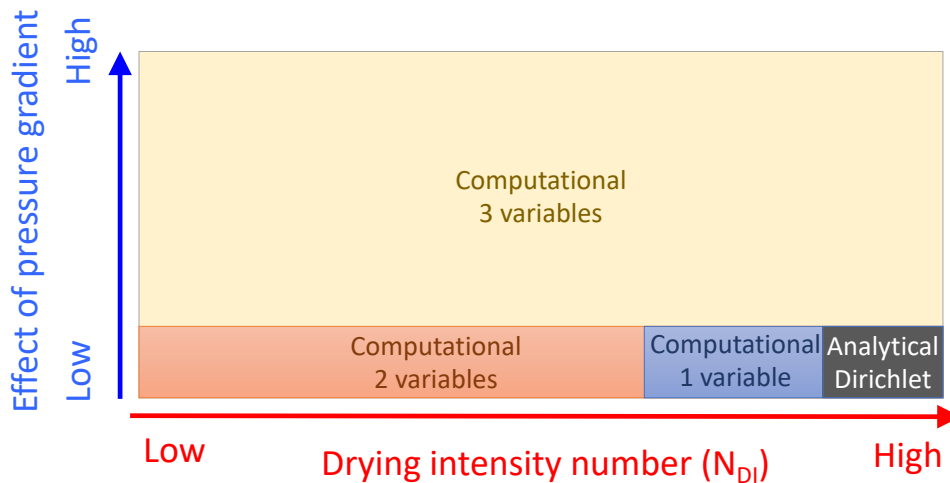 Effect of pressure gradient
High
Low
Computational
3 variables
Computational
2 variables
Computational
1 variable
Analytical
Dirichlet
Low
High
Drying intensity number (N_DI)